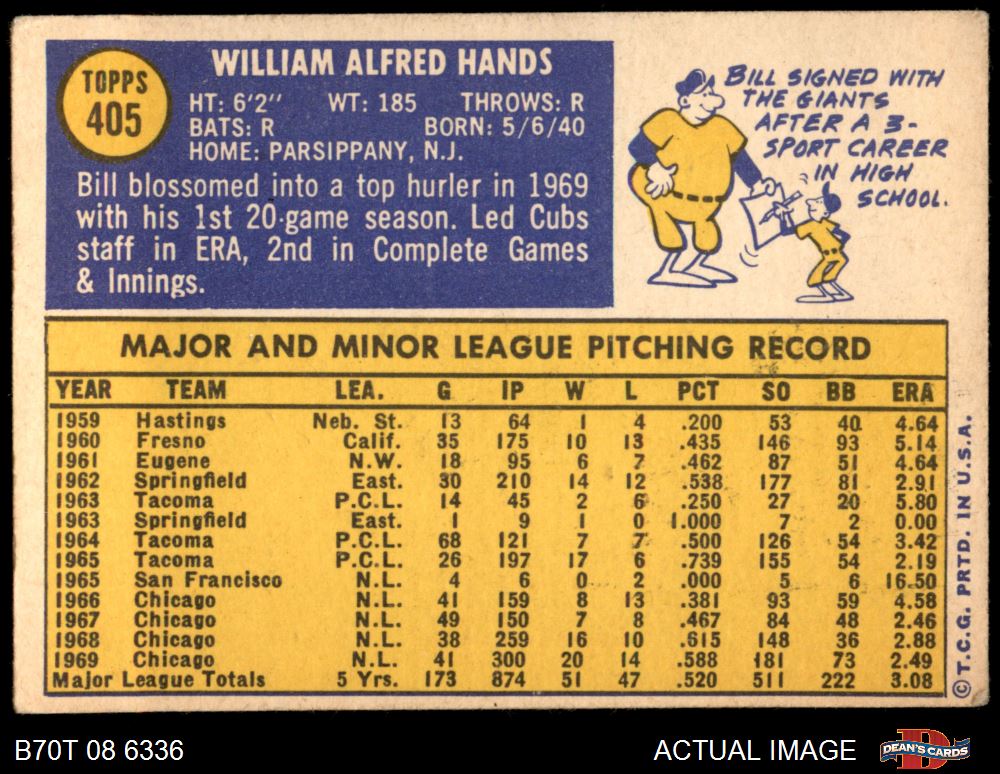 TOPPS
405
WILLIAM ALFRED HANDS
HT: 6'2" WT: 185 THROWS: R
BATS: R BORN: 5/6/40
HOME: PARSIPPANY, N.J.
Bill blossomed into a top hurler in 1969
with his 1st 20-game season. Led Cubs
staff in ERA, 2nd in Complete Games
& Innings.
BILL SIGNED WITH
THE GIANTS
AFTER A 3-
SPORT CAREER
IN HIGH
SCHOOL.
MAJOR AND MINOR LEAGUE PITCHING RECORD
YEAR TEAM LEA. G IP W L PCT SO BB ERA
1959 Hastings Neb. St. 13 64 1 4 .200 53 40 4.64
1960 Fresno Calif. 35 175 10 13 .435 146 93 5.14
1961 Eugene N.W. 18 95 6 7 .462 87 51 4.64
1962 Springfield East. 30 210 14 12 .538 177 81 2.91
1963 Tacoma P.C.L. 14 45 2 6 .250 27 20 5.80
1963 Springfield East. 1 9 1 0 1.000 7 2 0.00
1964 Tacoma P.C.L. 68 121 7 7 .500 126 54 3.42
1965 Tacoma P.C.L. 26 197 17 6 .739 155 54 2.19
1965 San Francisco N.L. 4 6 0 2 .000 5 6 16.50
1966 Chicago N.L. 41 159 8 13 .381 93 59 4.58
1967 Chicago N.L. 49 150 7 8 .467 84 48 2.46
1968 Chicago N.L. 38 259 16 10 .615 148 36 2.88
1969 Chicago N.L. 41 300 20 14 .588 181 73 2.49
Major League Totals 5 Yrs. 173 874 51 47 .520 511 222 3.08
© T.C.G. PRTD. IN U.S.A.
B70T 08 6336
ACTUAL IMAGE
DEAN'S CARDS